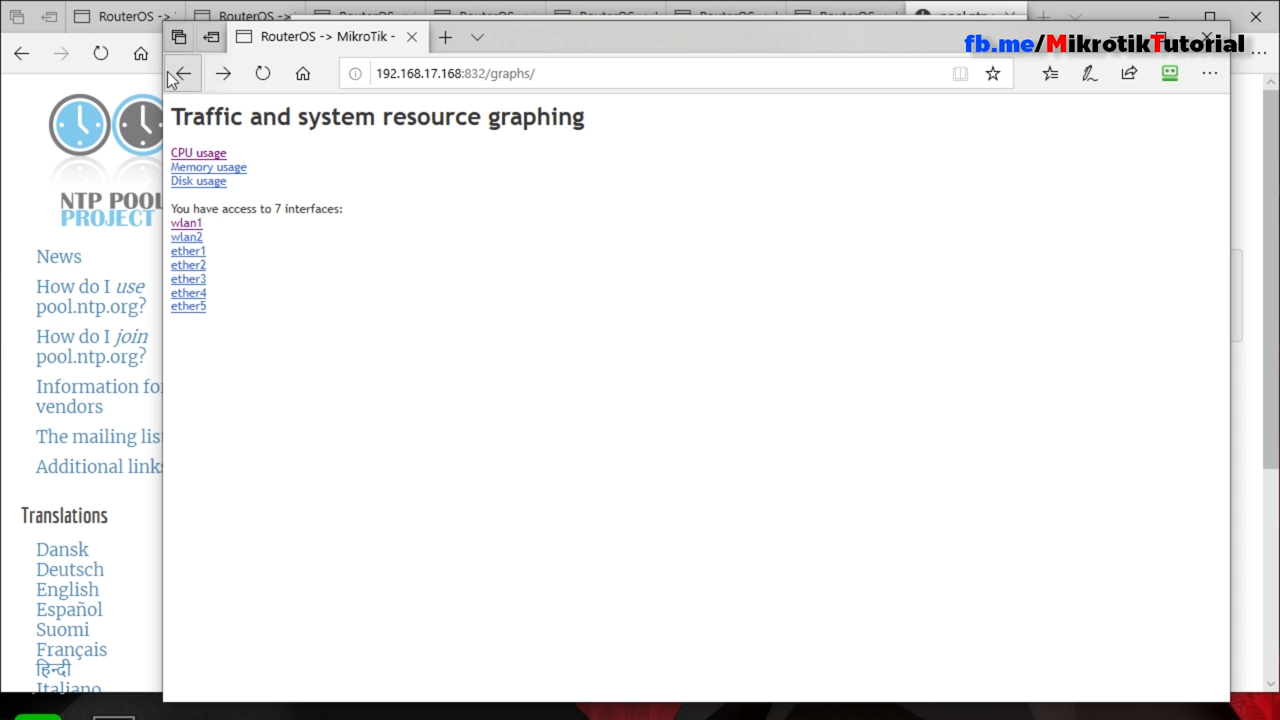 RouterOS ->
RouterOS ->
fb.me/MikrotikTutorial
RouterOS -> MikroTik -
192.168.17.168:832/graphs/
Traffic and system resource graphing
CPU usage
Memory usage
Disk usage
You have access to 7 interfaces:
wlan1
wlan2
ether1
ether2
ether3
ether4
ether5
NTP POOL
PROJECT
News
How do I use
pool.ntp.org?
How do I join
pool.ntp.org?
Information for
vendors
The mailing lis
Additional links
Translations
Dansk
Deutsch
English
Español
Suomi
Français
हिन्दी
Italiano